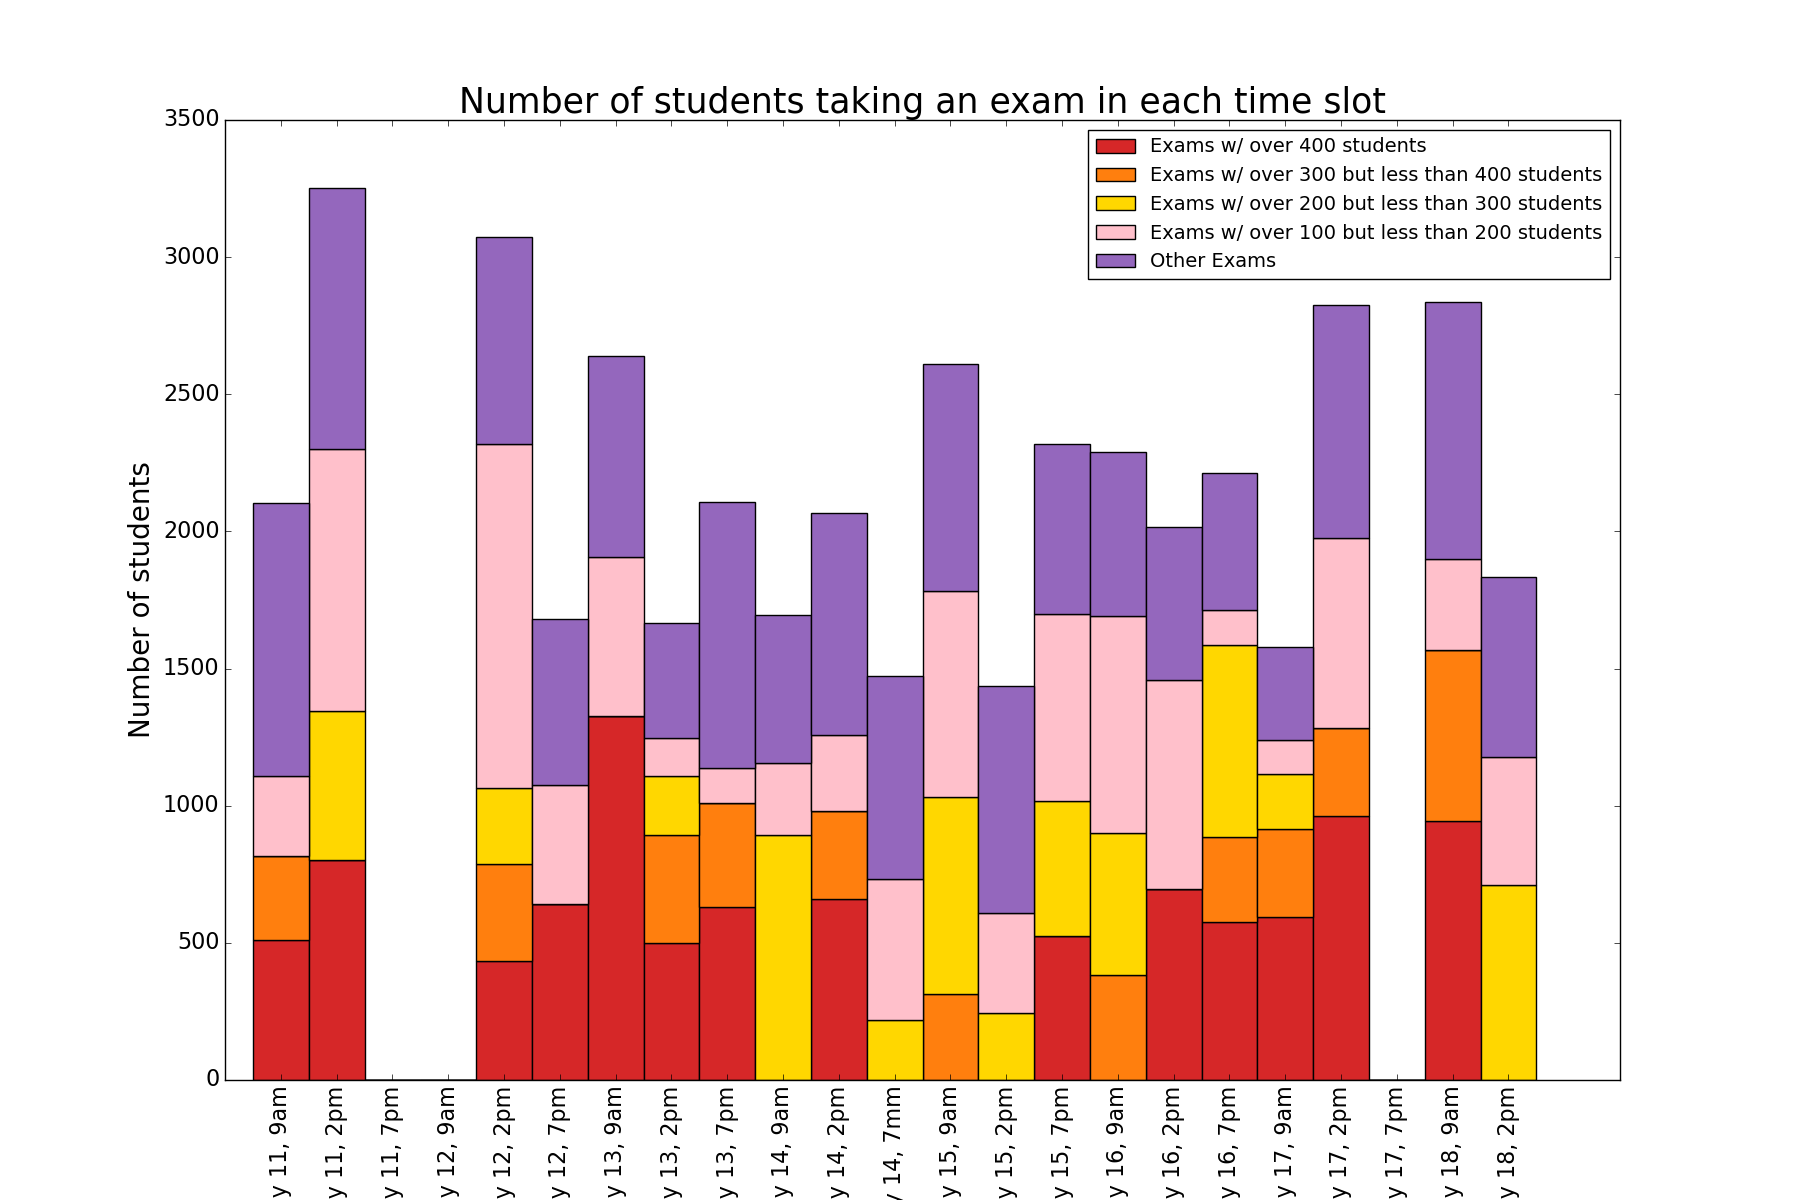 Number of students taking an exam in each time slot
Number of students
3500
3000
2500
2000
1500
1000
500
0
Exams w/ over 400 students
Exams w/ over 300 but less than 400 students
Exams w/ over 200 but less than 300 students
Exams w/ over 100 but less than 200 students
Other Exams
y 11, 9am
y 11, 2pm
y 11, 7pm
y 12, 9am
y 12, 2pm
y 12, 7pm
y 13, 9am
y 13, 2pm
y 13, 7pm
y 14, 9am
y 14, 2pm
y 14, 7mm
y 15, 9am
y 15, 2pm
y 15, 7pm
y 16, 9am
y 16, 2pm
y 16, 7pm
y 17, 9am
y 17, 2pm
y 17, 7pm
y 18, 9am
y 18, 2pm